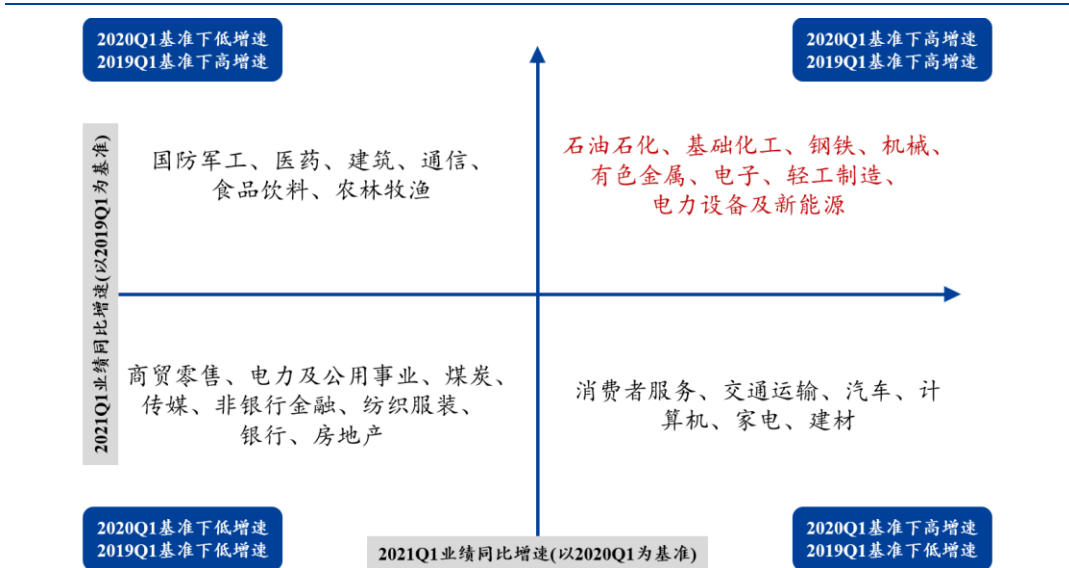 2020Q1基准下低增速
2019Q1基准下高增速
2020Q1基准下高增速
2019Q1基准下高增速
2021Q1业绩同比增速(以2019Q1为基准)
国防军工、医药、建筑、通信、
食品饮料、农林牧渔
石油石化、基础化工、钢铁、机械、
有色金属、电子、轻工制造、
电力设备及新能源
商贸零售、电力及公用事业、煤炭、
传媒、非银行金融、纺织服装、
银行、房地产
消费者服务、交通运输、汽车、计
算机、家电、建材
2020Q1基准下低增速
2019Q1基准下低增速
2021Q1业绩同比增速(以2020Q1为基准)
2020Q1基准下高增速
2019Q1基准下低增速